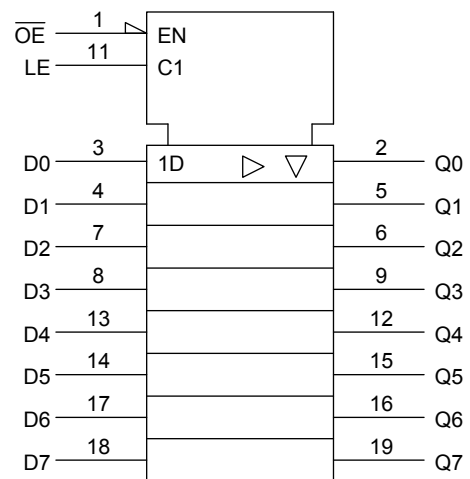 1
O̅E̅ EN
11
LE C1
3 2
D0 1D Q0
4 5
D1 Q1
7 6
D2 Q2
8 9
D3 Q3
13 12
D4 Q4
14 15
D5 Q5
17 16
D6 Q6
18 19
D7 Q7